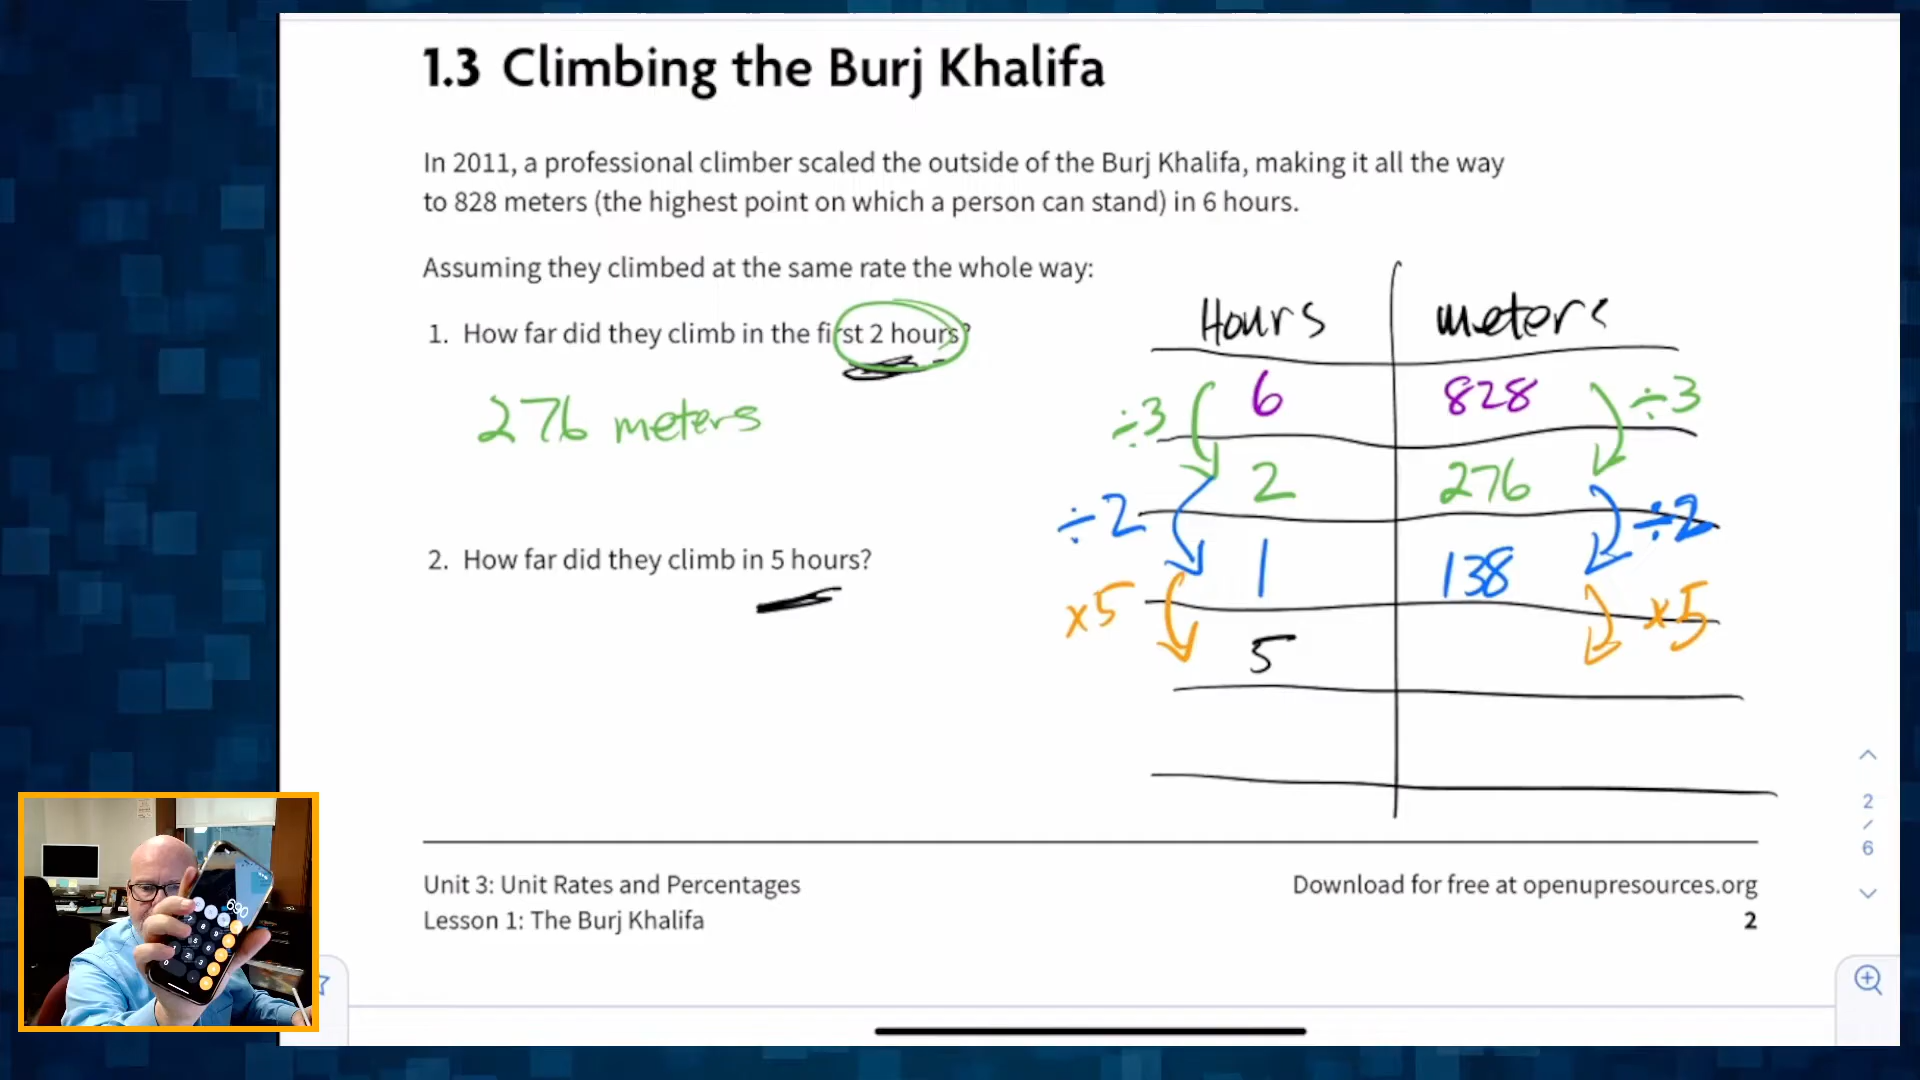 1.3 Climbing the Burj Khalifa
In 2011, a professional climber scaled the outside of the Burj Khalifa, making it all the way
to 828 meters (the highest point on which a person can stand) in 6 hours.
Assuming they climbed at the same rate the whole way:
1. How far did they climb in the first 2 hours?
276 meters
2. How far did they climb in 5 hours?
Hours meters
÷3 6 828 ÷3
2 276
÷2 1 138 ÷2
x5 5 x5
Unit 3: Unit Rates and Percentages
Lesson 1: The Burj Khalifa
Download for free at openupresources.org
2
2
/
6
690